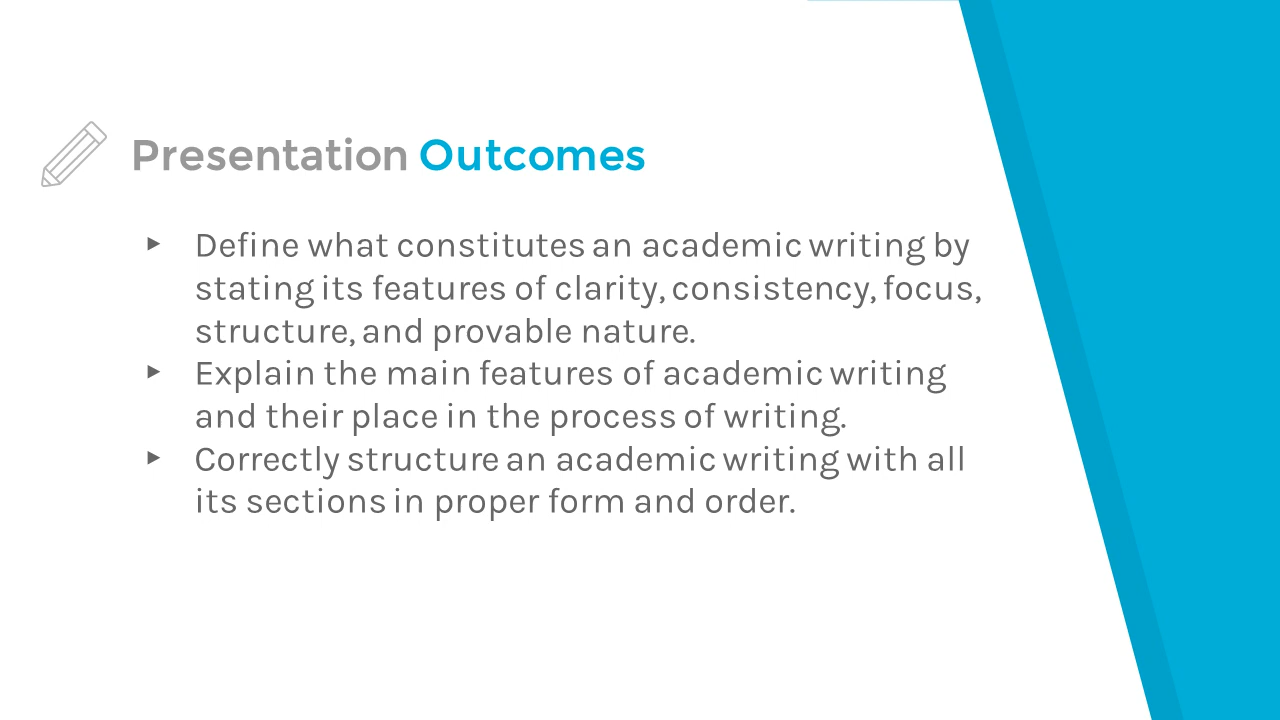 Presentation Outcomes
▸ Define what constitutes an academic writing by
stating its features of clarity, consistency, focus,
structure, and provable nature.
▸ Explain the main features of academic writing
and their place in the process of writing.
▸ Correctly structure an academic writing with all
its sections in proper form and order.